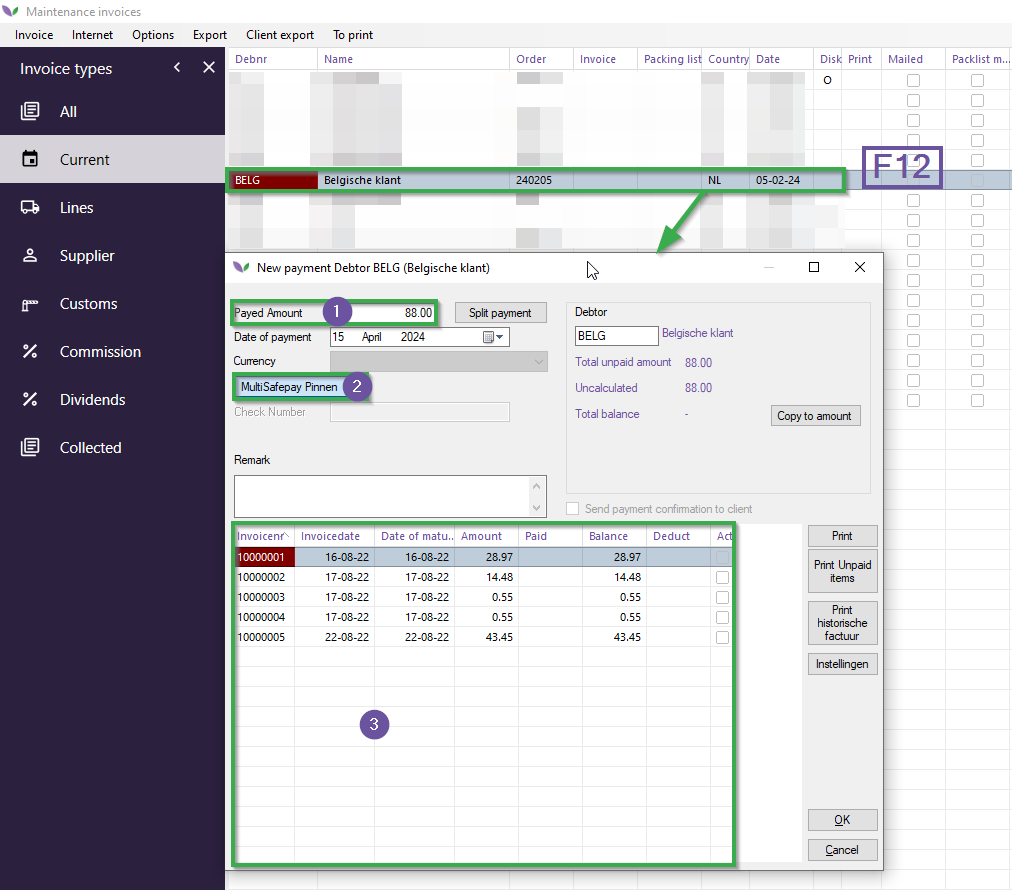 Maintenance invoices
Invoice Internet Options Export Client export To print
Invoice types
All
Current
Lines
Supplier
Customs
Commission
Dividends
Collected
Debnr Name Order Invoice Packing list Country Date Disk Print Mailed Packlist m...
O
BELG Belgische klant 240205 NL 05-02-24
F12
New payment Debtor BELG (Belgische klant)
Payed Amount 1 88.00 Split payment
Date of payment 15 April 2024
Currency
MultiSafepay Pinnen 2
Check Number
Remark
Debtor
BELG Belgische klant
Total unpaid amount 88.00
Uncalculated 88.00
Total balance -
Copy to amount
Send payment confirmation to client
Invoicenr Invoicedate Date of matu.. Amount Paid Balance Deduct Act
10000001 16-08-22 16-08-22 28.97 28.97
10000002 17-08-22 17-08-22 14.48 14.48
10000003 17-08-22 17-08-22 0.55 0.55
10000004 17-08-22 17-08-22 0.55 0.55
10000005 22-08-22 22-08-22 43.45 43.45
3
Print
Print Unpaid
items
Print
historische
factuur
Instellingen
OK
Cancel